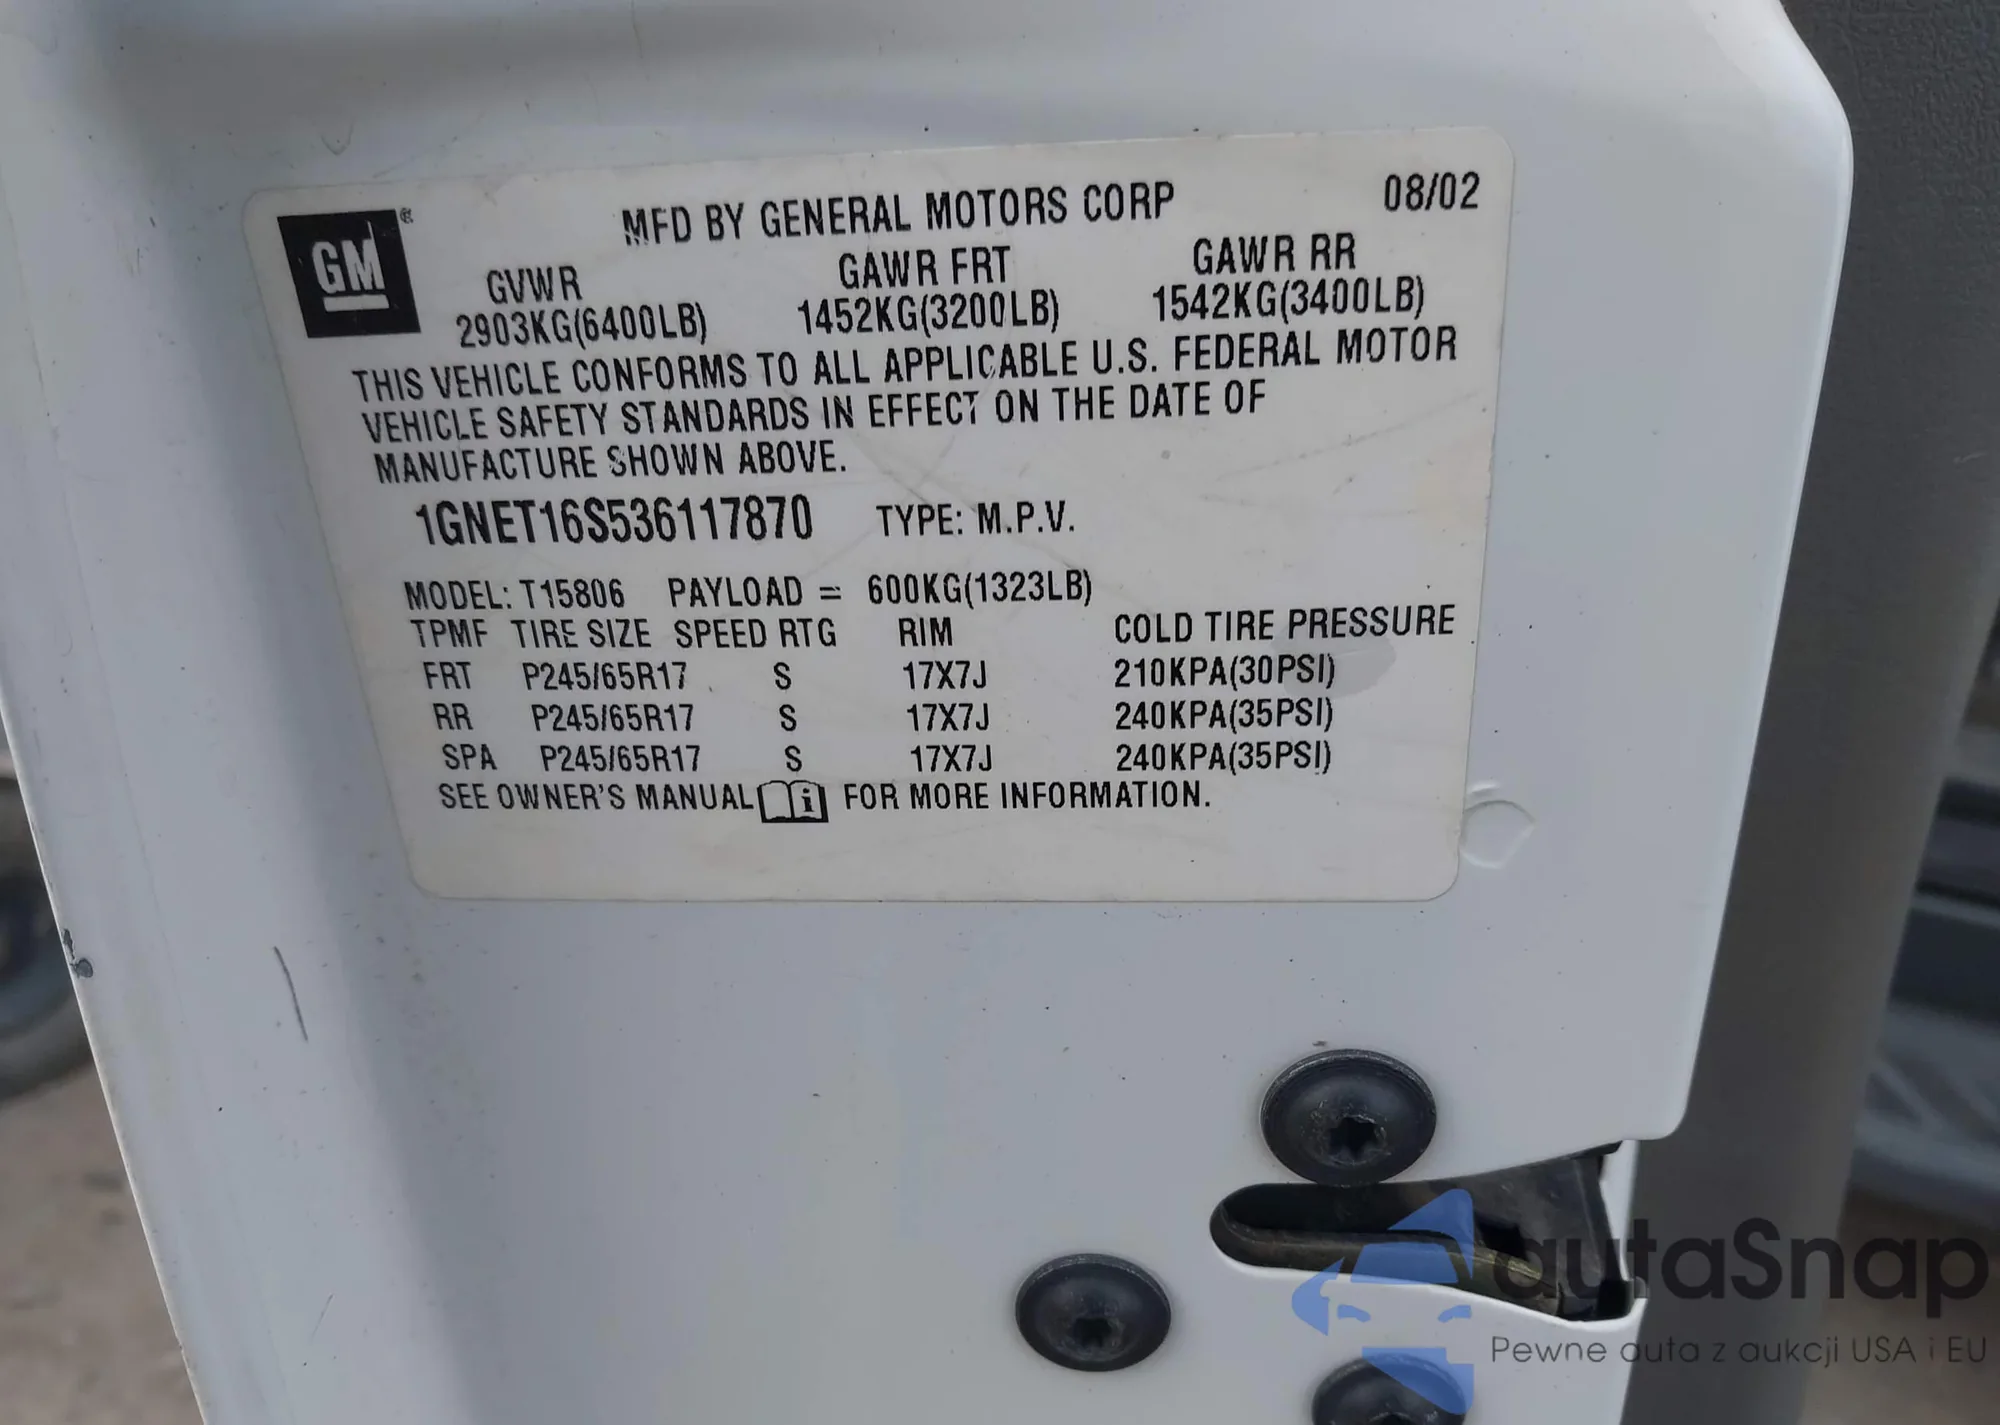 GM®
MFD BY GENERAL MOTORS CORP 08/02
GVWR GAWR FRT GAWR RR
2903KG(6400LB) 1452KG(3200LB) 1542KG(3400LB)
THIS VEHICLE CONFORMS TO ALL APPLICABLE U.S. FEDERAL MOTOR
VEHICLE SAFETY STANDARDS IN EFFECT ON THE DATE OF
MANUFACTURE SHOWN ABOVE.
1GNET16S536117870 TYPE: M.P.V.
MODEL: T15806 PAYLOAD = 600KG(1323LB)
TPMF TIRE SIZE SPEED RTG RIM COLD TIRE PRESSURE
FRT P245/65R17 S 17X7J 210KPA(30PSI)
RR P245/65R17 S 17X7J 240KPA(35PSI)
SPA P245/65R17 S 17X7J 240KPA(35PSI)
SEE OWNER'S MANUAL i FOR MORE INFORMATION.
autaSnap
Pewne auta z aukcji USA i EU